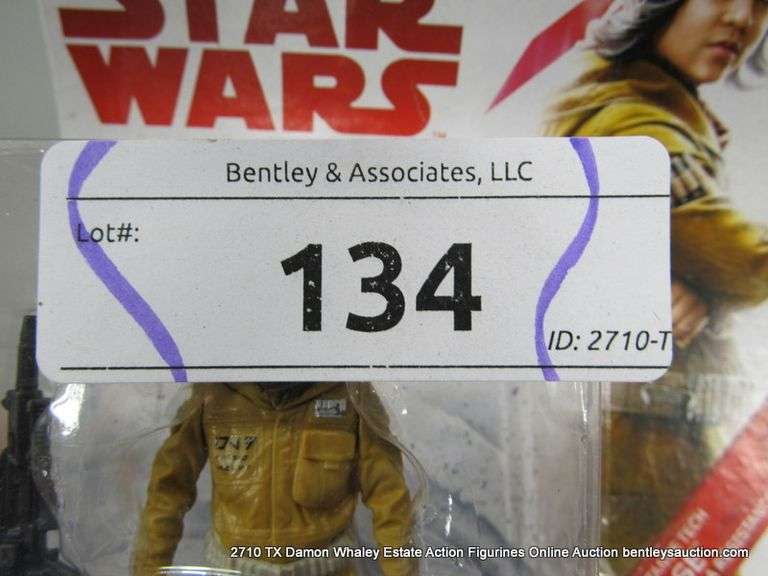 STAR
WARS
Bentley & Associates, LLC
Lot#:
134
ID: 2710-T
2710 TX Damon Whaley Estate Action Figurines Online Auction bentleysauction.com